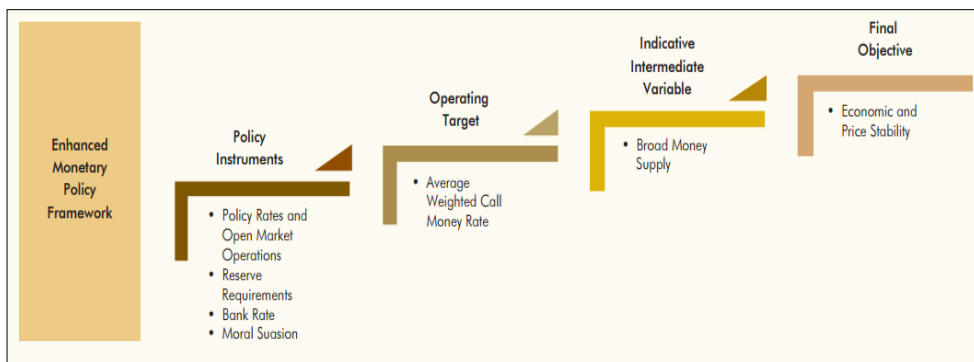 Enhanced
Monetary
Policy
Framework
Policy
Instruments
• Policy Rates and
Open Market
Operations
• Reserve
Requirements
• Bank Rate
• Moral Suasion
Operating
Target
• Average
Weighted Call
Money Rate
Indicative
Intermediate
Variable
• Broad Money
Supply
Final
Objective
• Economic and
Price Stability